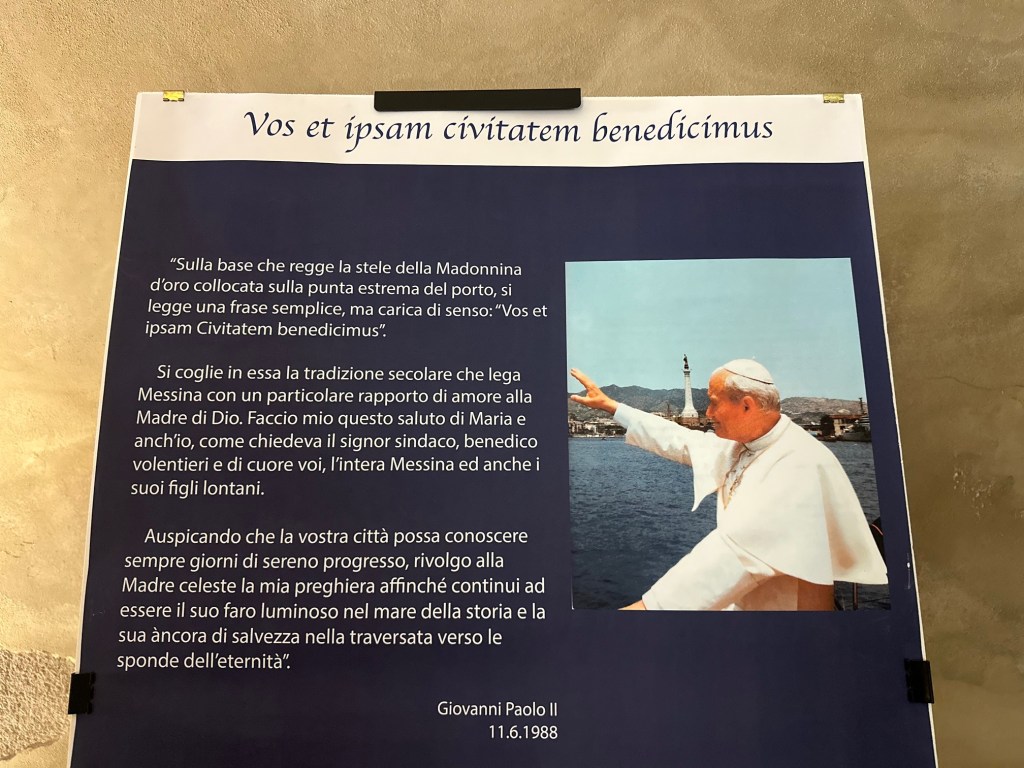 Vos et ipsam civitatem benedicimus
“Sulla base che regge la stele della Madonnina
d’oro collocata sulla punta estrema del porto, si
legge una frase semplice, ma carica di senso: “Vos et
ipsam Civitatem benedicimus”.
Si coglie in essa la tradizione secolare che lega
Messina con un particolare rapporto di amore alla
Madre di Dio. Faccio mio questo saluto di Maria e
anch’io, come chiedeva il signor sindaco, benedico
volentieri e di cuore voi, l’intera Messina ed anche i
suoi figli lontani.
Auspicando che la vostra città possa conoscere
sempre giorni di sereno progresso, rivolgo alla
Madre celeste la mia preghiera affinché continui ad
essere il suo faro luminoso nel mare della storia e la
sua àncora di salvezza nella traversata verso le
sponde dell’eternità”.
Giovanni Paolo II
11.6.1988